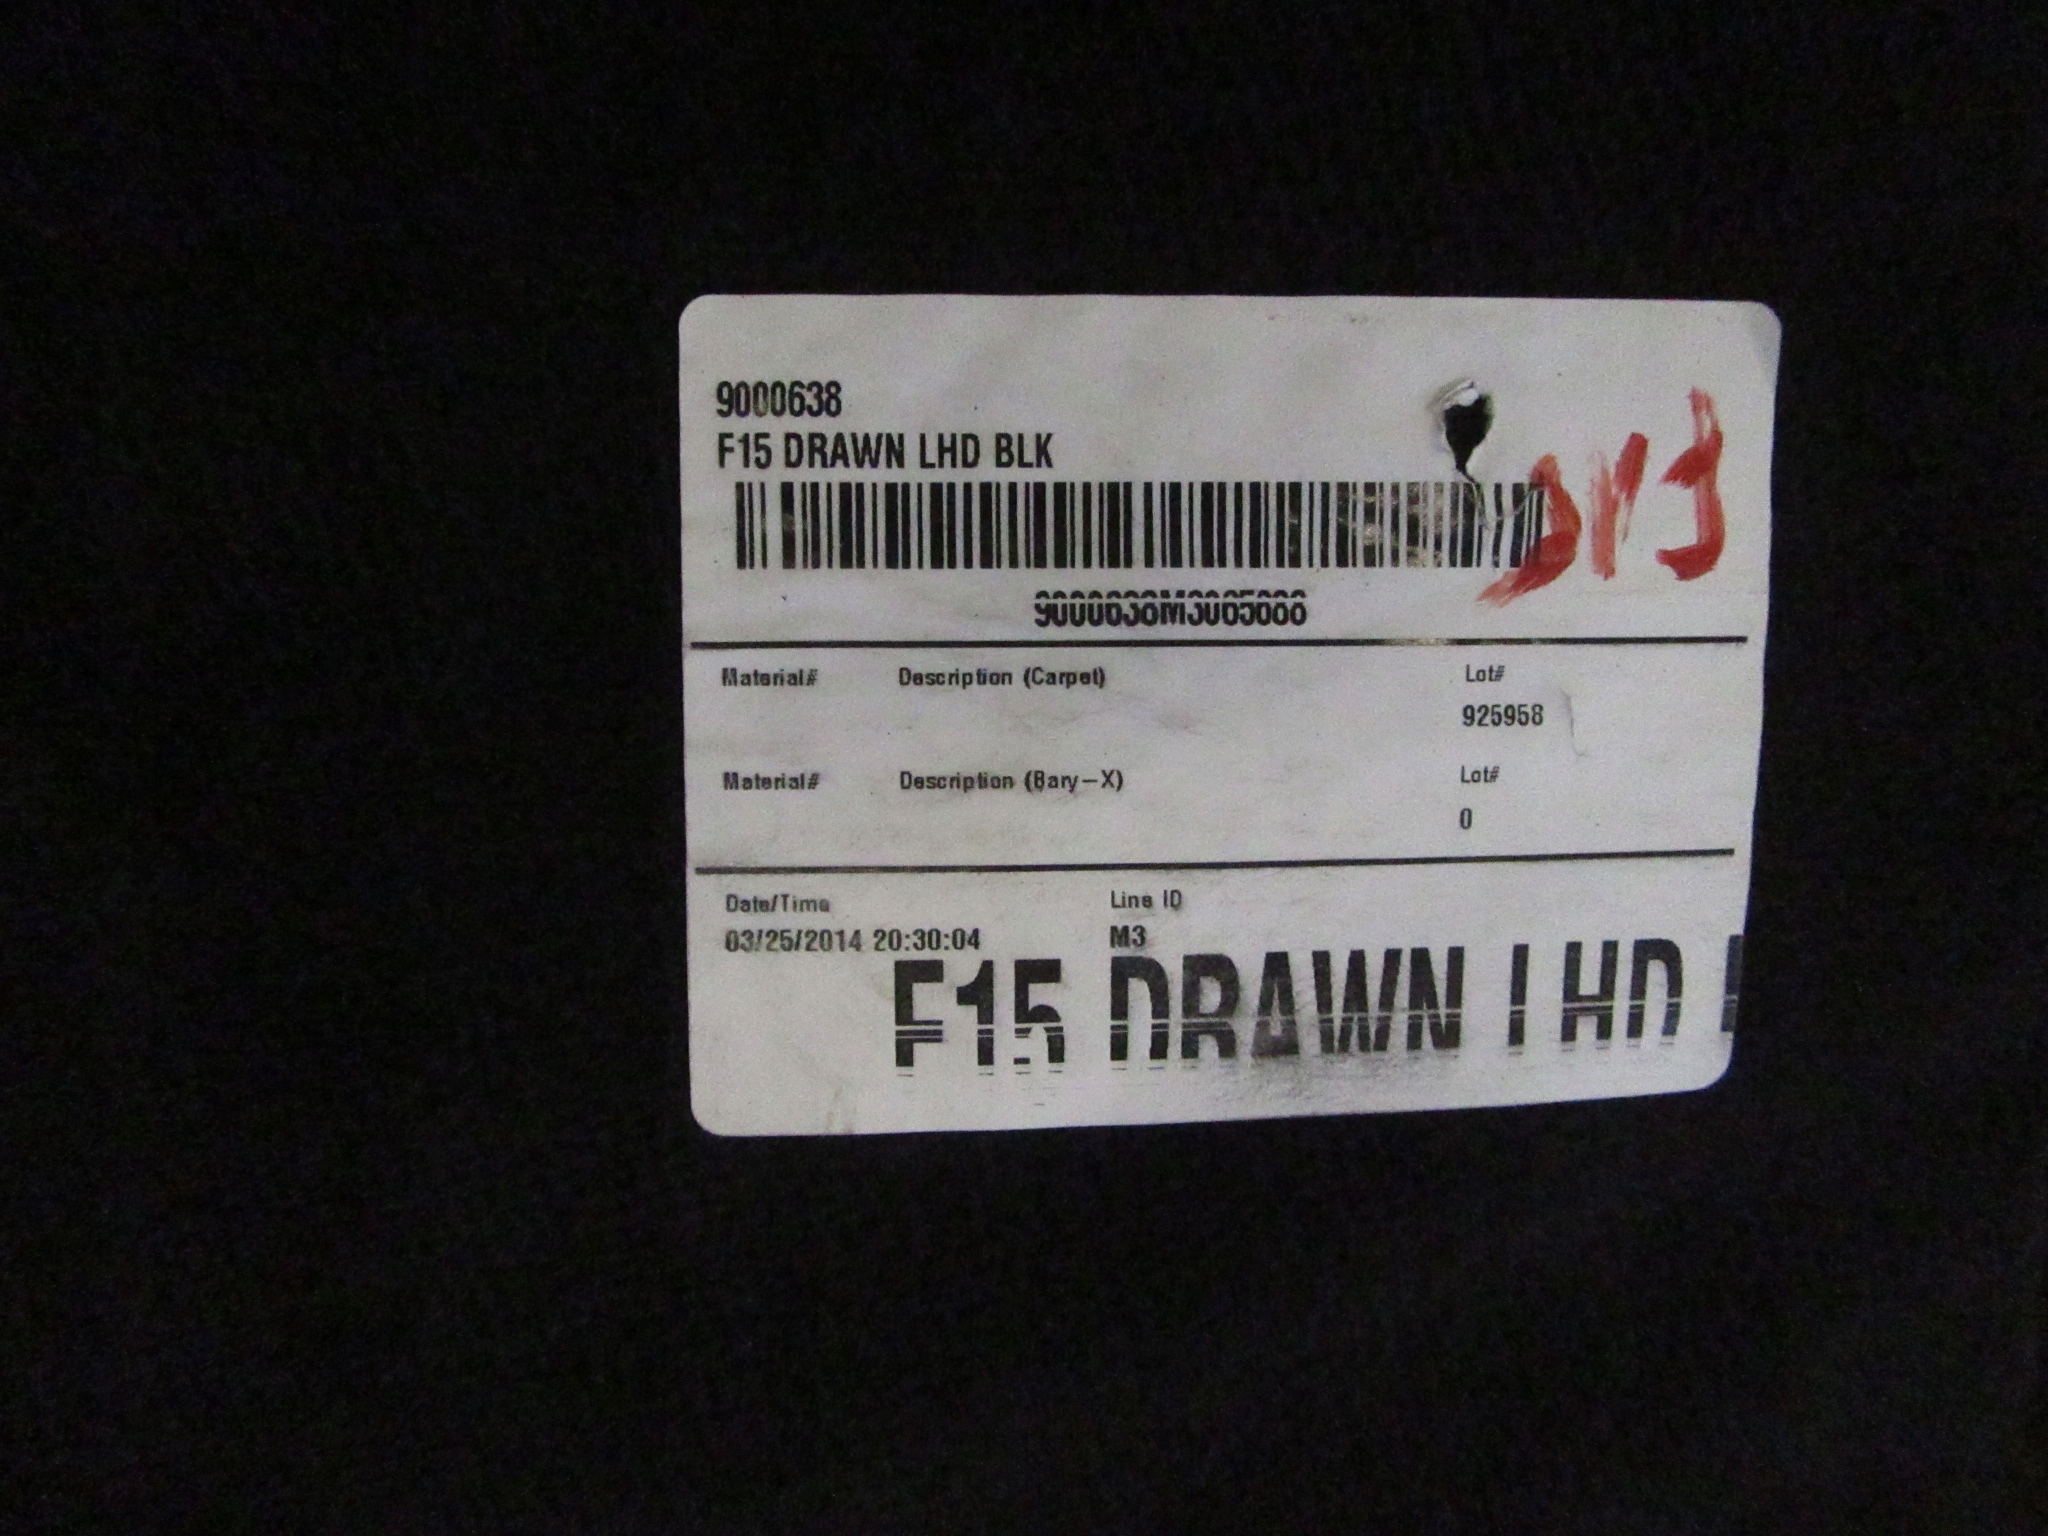 9000638
F15 DRAWN LHD BLK
Material# Description (Carpet) Lot#
925958
Material# Description (Bary-X) Lot#
0
Date/Time Line ID
03/25/2014 20:30:04 M3
F15 DRAWN LHD